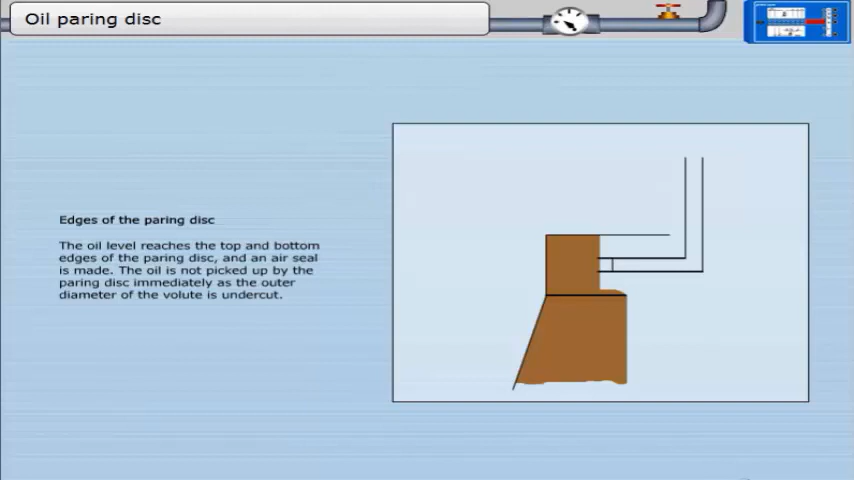 Oil paring disc
Edges of the paring disc
The oil level reaches the top and bottom
edges of the paring disc, and an air seal
is made. The oil is not picked up by the
paring disc immediately as the outer
diameter of the volute is undercut.